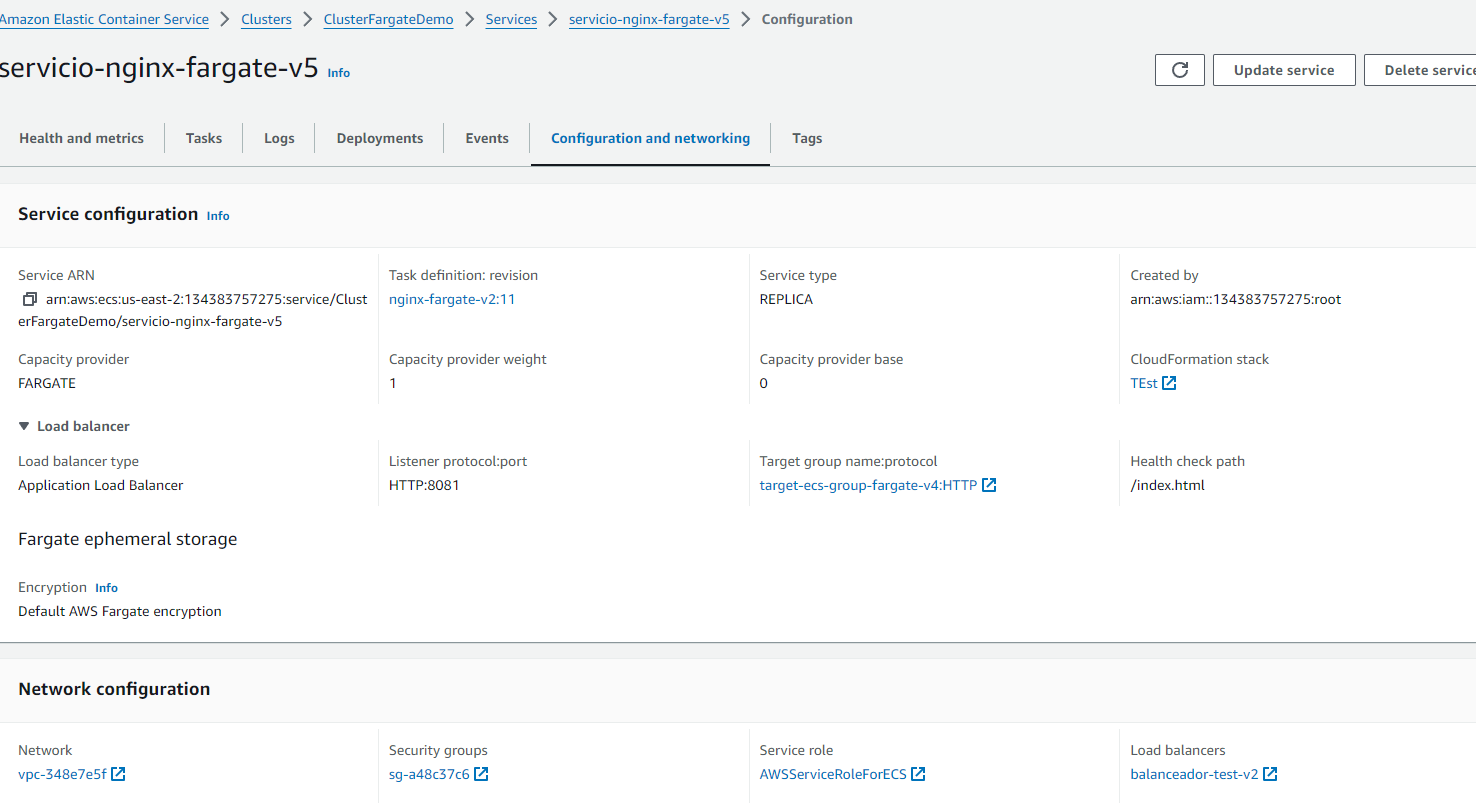 Amazon Elastic Container Service > Clusters > ClusterFargateDemo > Services > servicio-nginx-fargate-v5 > Configuration
servicio-nginx-fargate-v5 Info
Update service
Delete service
Health and metrics
Tasks
Logs
Deployments
Events
Configuration and networking
Tags
Service configuration Info
Service ARN
arn:aws:ecs:us-east-2:134383757275:service/Clust
erFargateDemo/servicio-nginx-fargate-v5
Task definition: revision
nginx-fargate-v2:11
Service type
REPLICA
Created by
arn:aws:iam::134383757275:root
Capacity provider
FARGATE
Capacity provider weight
1
Capacity provider base
0
CloudFormation stack
TEst
Load balancer
Load balancer type
Application Load Balancer
Listener protocol:port
HTTP:8081
Target group name:protocol
target-ecs-group-fargate-v4:HTTP
Health check path
/index.html
Fargate ephemeral storage
Encryption Info
Default AWS Fargate encryption
Network configuration
Network
vpc-348e7e5f
Security groups
sg-a48c37c6
Service role
AWSServiceRoleForECS
Load balancers
balanceador-test-v2